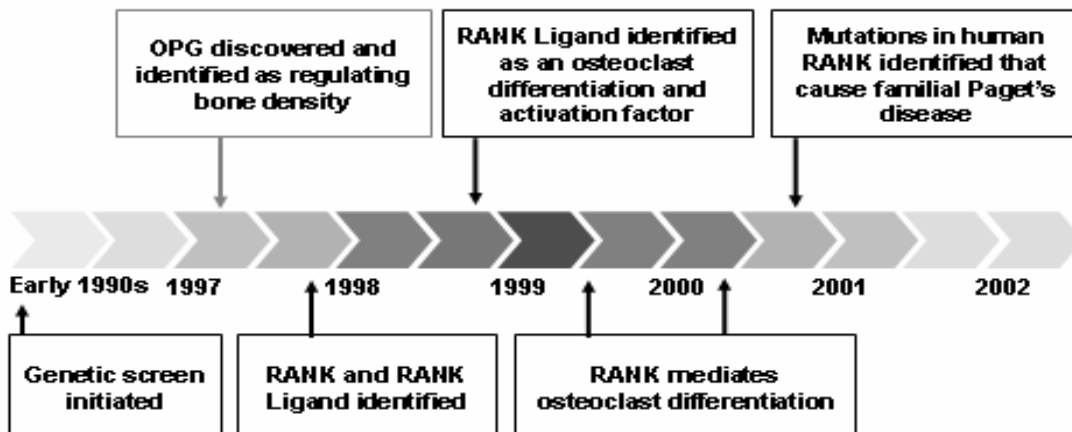 OPG discovered and
identified as regulating
bone density
RANK Ligand identified
as an osteoclast
differentiation and
activation factor
Mutations in human
RANK identified that
cause familial Paget's
disease
Early 1990s 1997 1998 1999 2000 2001 2002
Genetic screen
initiated
RANK and RANK
Ligand identified
RANK mediates
osteoclast differentiation